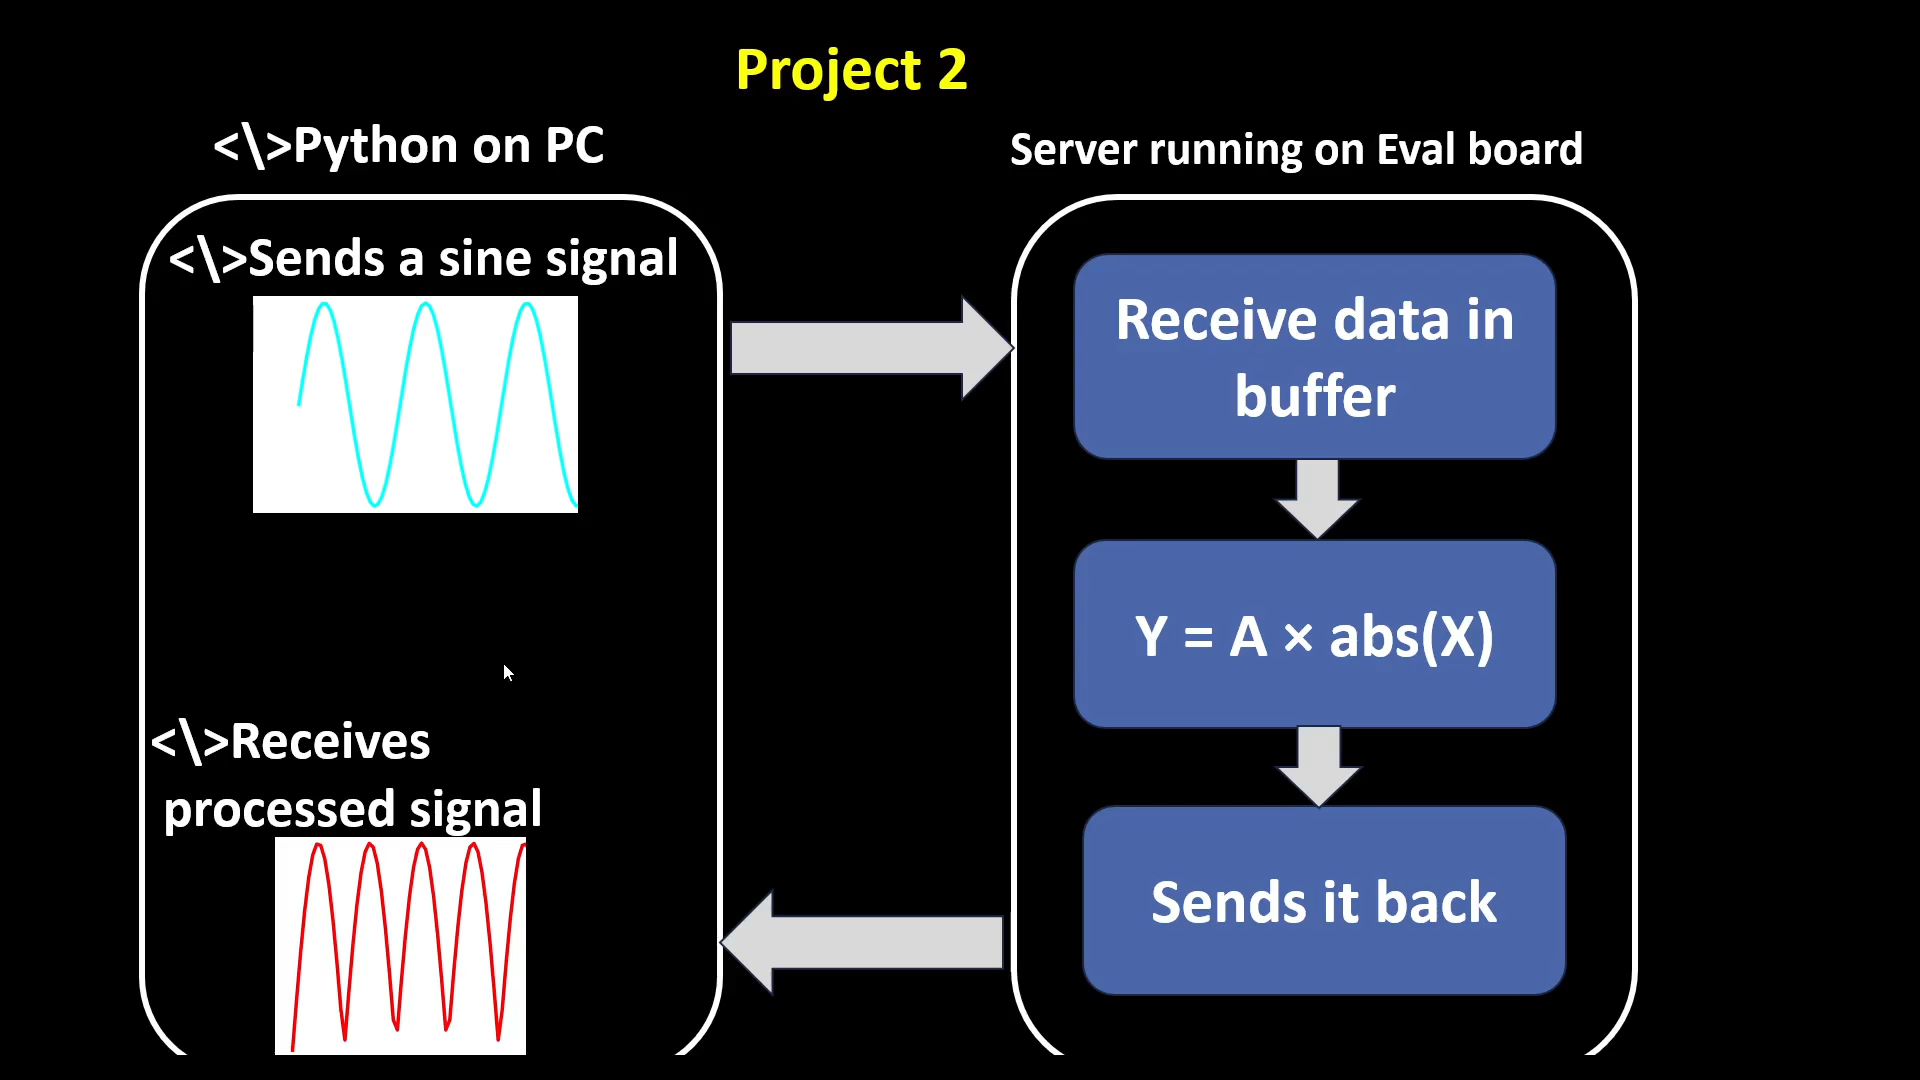 Project 2
<\>Python on PC
<\>Sends a sine signal
<\>Receives
processed signal
Server running on Eval board
Receive data in
buffer
Y = A × abs(X)
Sends it back